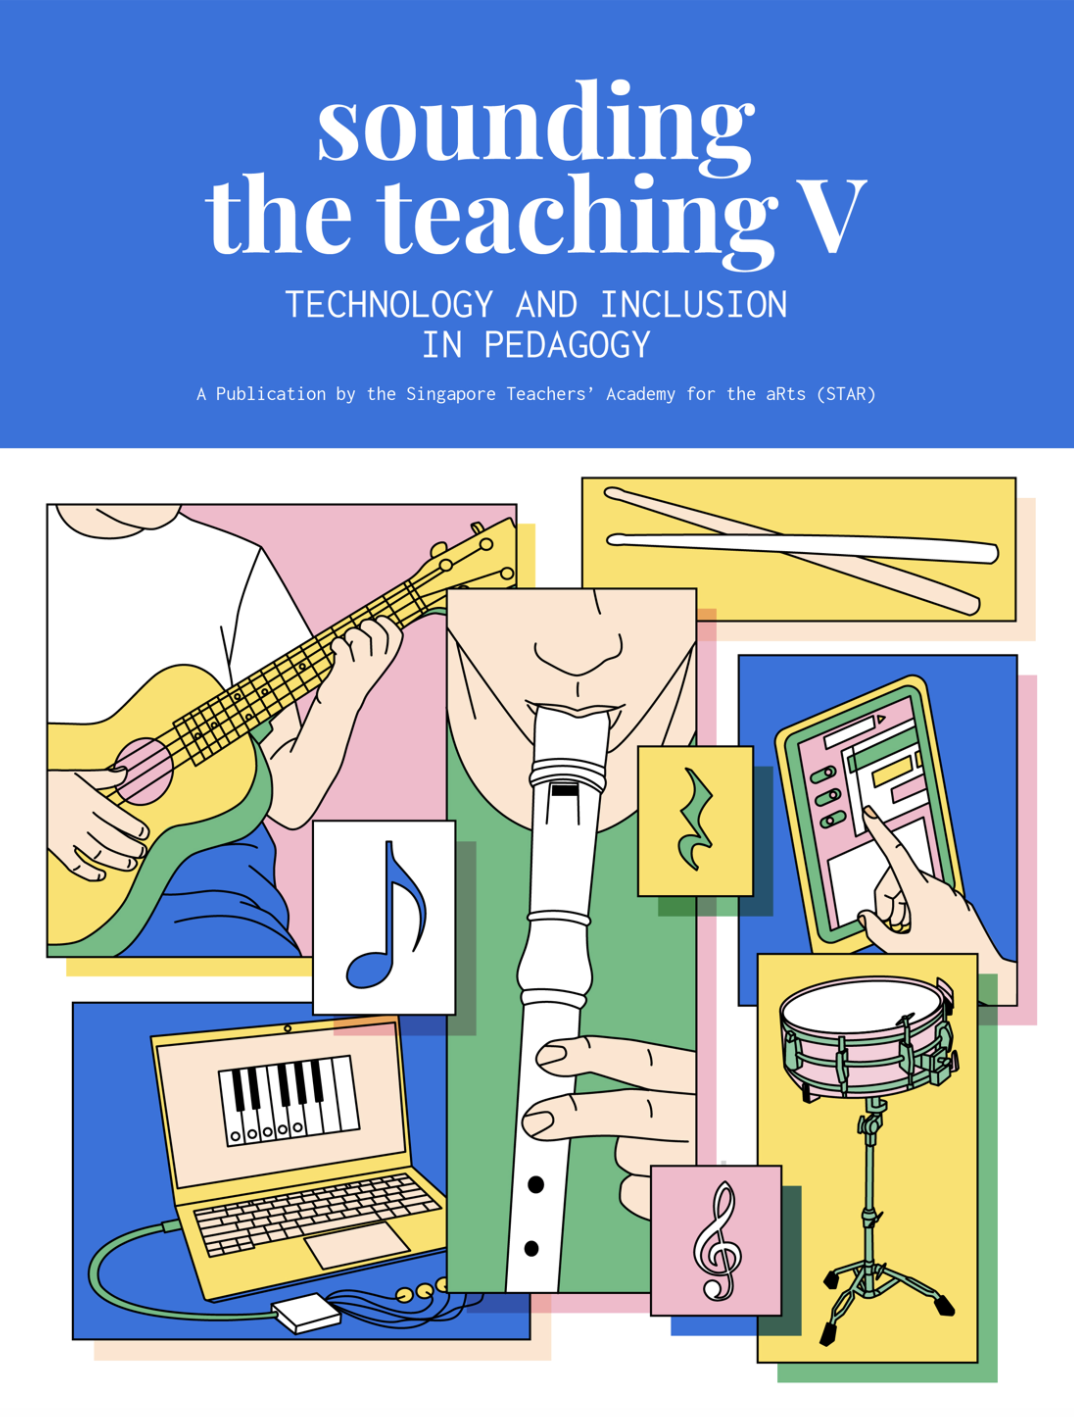 sounding
the teaching V
TECHNOLOGY AND INCLUSION
IN PEDAGOGY
A Publication by the Singapore Teachers’ Academy for the aRts (STAR)